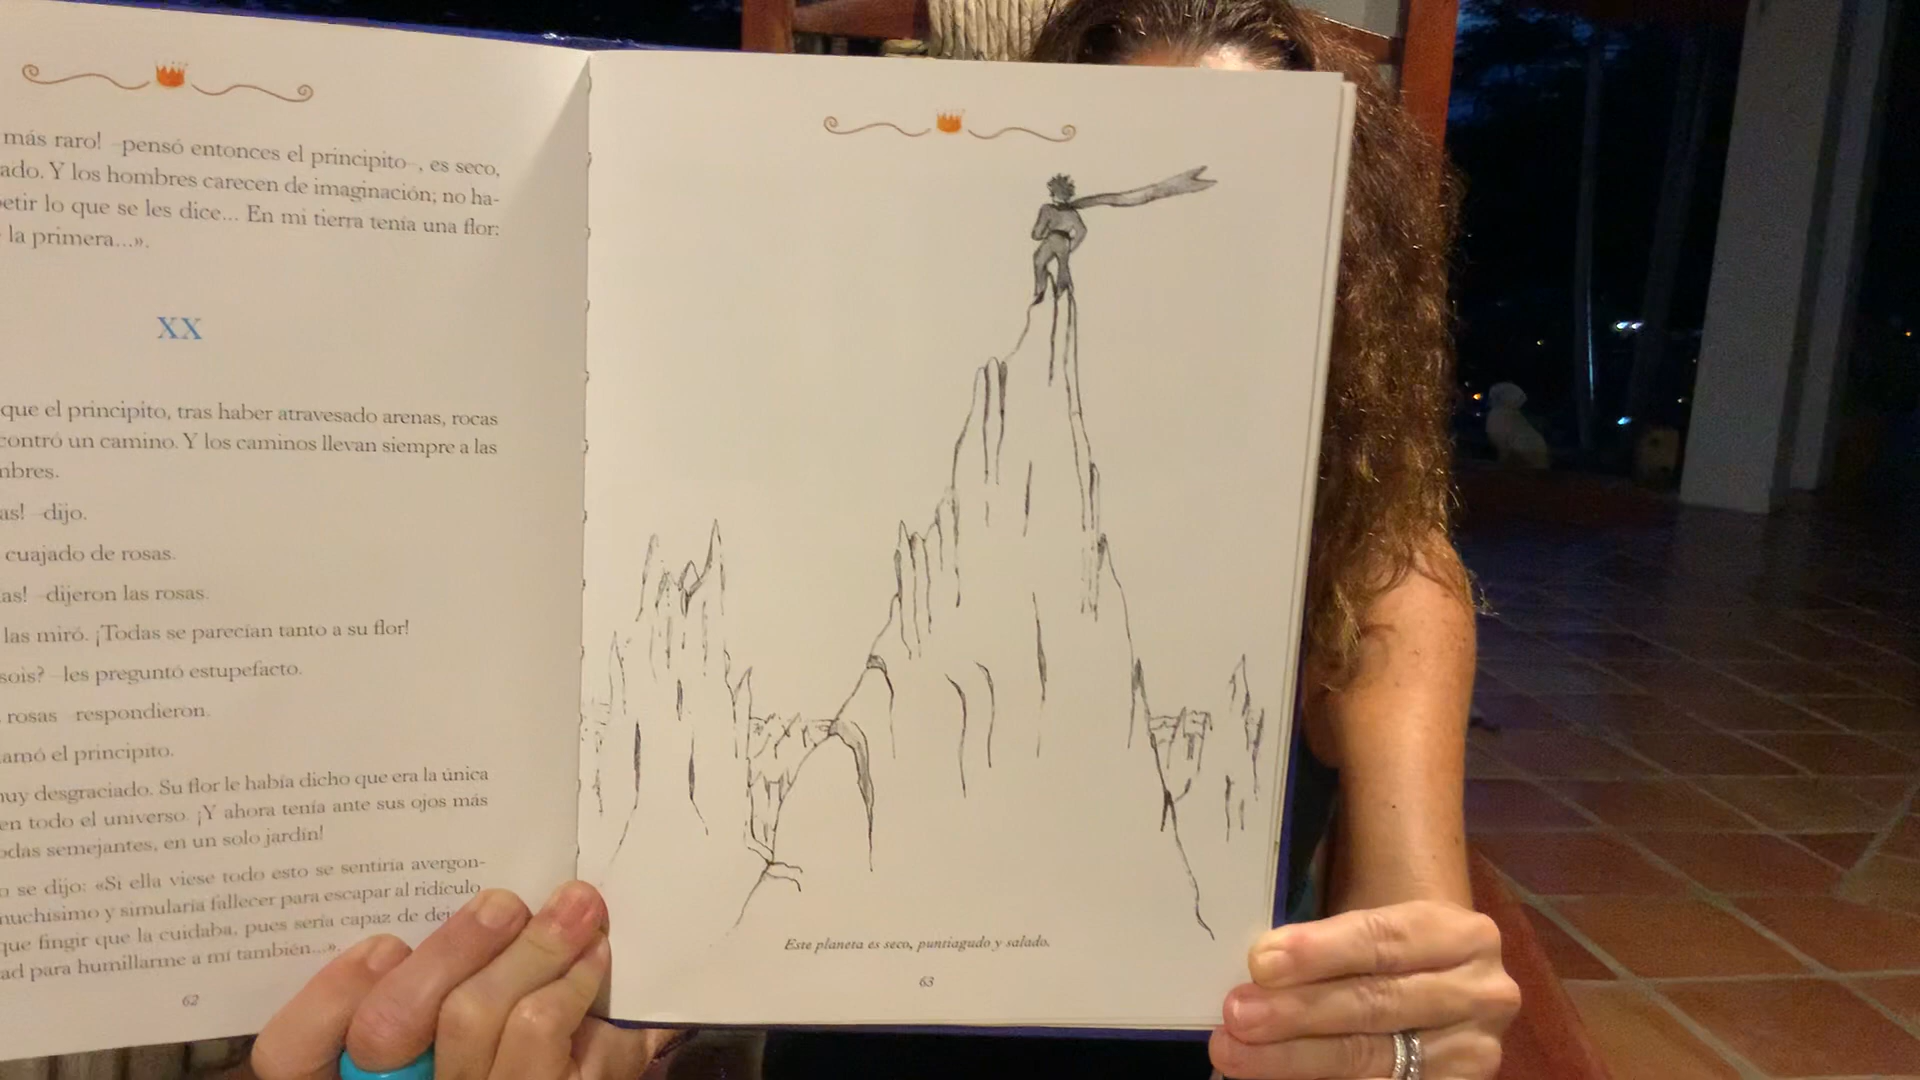 más raro! –pensó entonces el principito–, es seco,
ado. Y los hombres carecen de imaginación; no ha-
petir lo que se les dice... En mi tierra tenía una flor:
la primera...».
XX
que el principito, tras haber atravesado arenas, rocas
contró un camino. Y los caminos llevan siempre a las
mbres.
as! –dijo.
cuajado de rosas.
as! –dijeron las rosas.
las miró. ¡Todas se parecían tanto a su flor!
sois? –les preguntó estupefacto.
rosas –respondieron.
amó el principito.
muy desgraciado. Su flor le había dicho que era la única
en todo el universo. ¡Y ahora tenía ante sus ojos más
odas semejantes, en un solo jardín!
o se dijo: «Si ella viese todo esto se sentiría avergon-
muchísimo y simularía fallecer para escapar al ridículo
que fingir que la cuidaba, pues sería capaz de dej
ad para humillarme a mí también...».
62
Este planeta es seco, puntiagudo y salado.
63